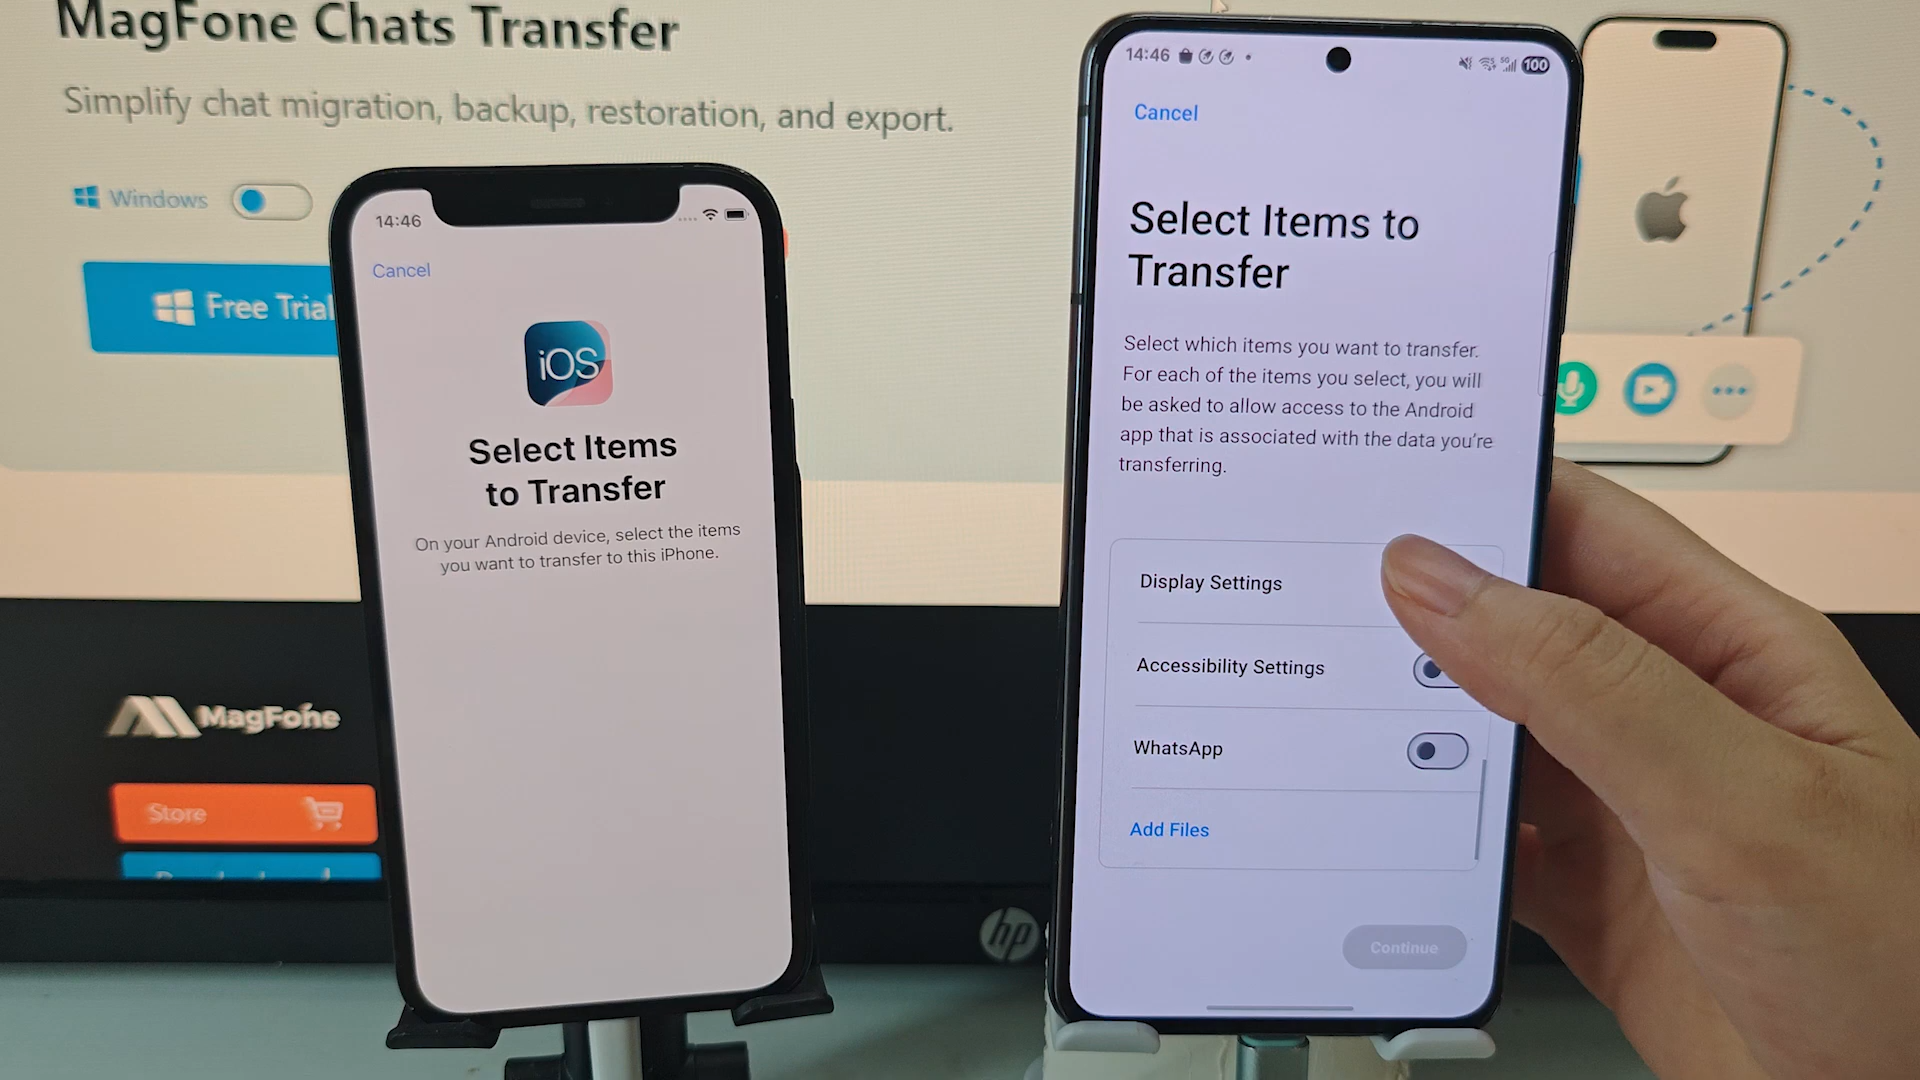 MagFone Chats Transfer
Simplify chat migration, backup, restoration, and export.
Windows
Free Trial
MagFone
Store
hp
14:46
Cancel
iOS
Select Items
to Transfer
On your Android device, select the items
you want to transfer to this iPhone.
14:46
5G
100
Cancel
Select Items to
Transfer
Select which items you want to transfer.
For each of the items you select, you will
be asked to allow access to the Android
app that is associated with the data you’re
transferring.
Display Settings
Accessibility Settings
WhatsApp
Add Files
Continue